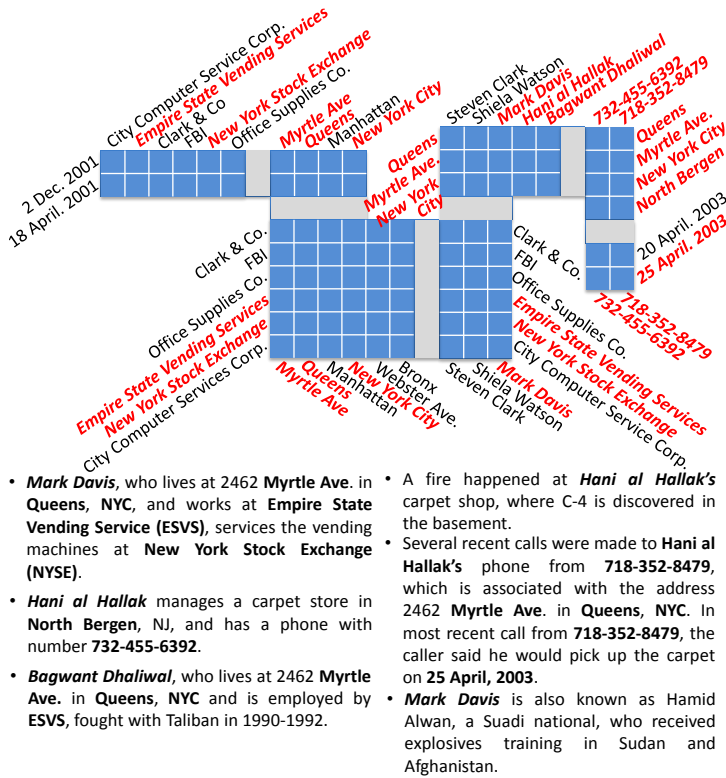 City Computer Service Corp.
Empire State Vending Services
Clark & Co
FBI
New York Stock Exchange
Office Supplies Co.
Myrtle Ave
Queens
Manhattan
New York City
Steven Clark
Shiela Watson
Mark Davis
Hani al Hallak
Bagwant Dhaliwal
732-455-6392
718-352-8479
2 Dec. 2001
18 April. 2001
Queens
Myrtle Ave.
New York
City
Queens
Myrtle Ave.
New York City
North Bergen
20 April. 2003
25 April. 2003
718-352-8479
732-455-6392
Clark & Co.
FBI
Office Supplies Co.
Empire State Vending Services
New York Stock Exchange
City Computer Services Corp.
Clark & Co.
FBI
Office Supplies Co.
Empire State Vending Services
New York Stock Exchange
City Computer Service Corp.
Myrtle Ave
Queens
Manhattan
New York City
Webster Ave.
Bronx
Steven Clark
Shiela Watson
Mark Davis
• Mark Davis, who lives at 2462 Myrtle Ave. in
Queens, NYC, and works at Empire State
Vending Service (ESVS), services the vending
machines at New York Stock Exchange
(NYSE).
• Hani al Hallak manages a carpet store in
North Bergen, NJ, and has a phone with
number 732-455-6392.
• Bagwant Dhaliwal, who lives at 2462 Myrtle
Ave. in Queens, NYC and is employed by
ESVS, fought with Taliban in 1990-1992.
• A fire happened at Hani al Hallak's
carpet shop, where C-4 is discovered in
the basement.
• Several recent calls were made to Hani al
Hallak's phone from 718-352-8479,
which is associated with the address
2462 Myrtle Ave. in Queens, NYC. In
most recent call from 718-352-8479, the
caller said he would pick up the carpet
on 25 April, 2003.
• Mark Davis is also known as Hamid
Alwan, a Suadi national, who received
explosives training in Sudan and
Afghanistan.